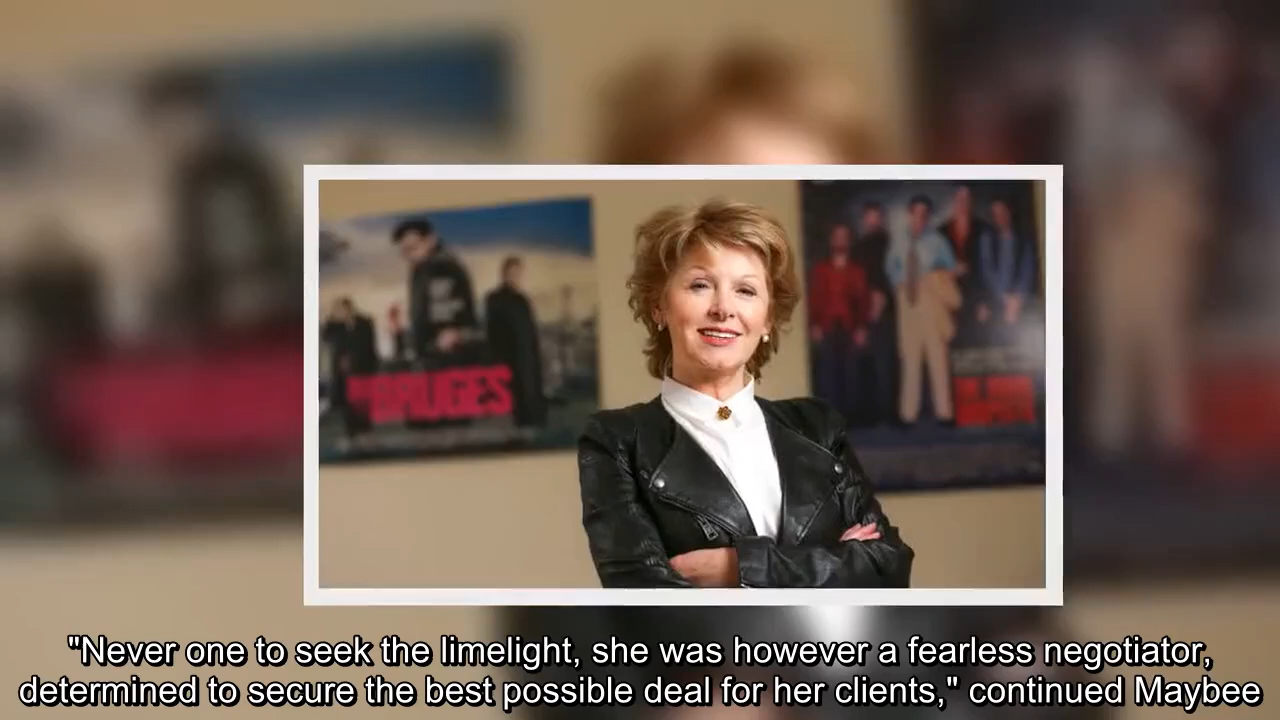 BRUGES
"Never one to seek the limelight, she was however a fearless negotiator,
determined to secure the best possible deal for her clients," continued Maybee